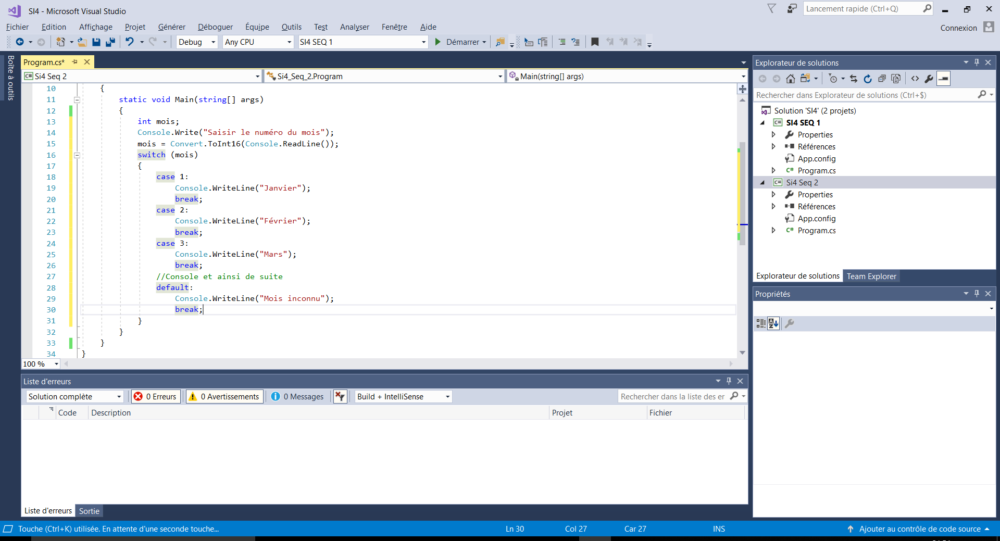 SI4 - Microsoft Visual Studio
Lancement rapide (Ctrl+Q)
Fichier Edition Affichage Projet Générer Déboguer Équipe Outils Test Analyser Fenêtre Aide
Connexion
Debug Any CPU SI4 SEQ 1 Démarrer
Boîte à outils
Program.cs*
C# Si4 Seq 2 Si4_Seq_2.Program Main(string[] args)
10 {
11 static void Main(string[] args)
12 {
13 int mois;
14 Console.Write("Saisir le numéro du mois");
15 mois = Convert.ToInt16(Console.ReadLine());
16 switch (mois)
17 {
18 case 1:
19 Console.WriteLine("Janvier");
20 break;
21 case 2:
22 Console.WriteLine("Février");
23 break;
24 case 3:
25 Console.WriteLine("Mars");
26 break;
27 //Console et ainsi de suite
28 default:
29 Console.WriteLine("Mois inconnu");
30 break;
31 }
32 }
33 }
34 }
100 %
Explorateur de solutions
Rechercher dans Explorateur de solutions (Ctrl+$)
Solution 'SI4' (2 projets)
C# SI4 SEQ 1
Properties
Références
App.config
C# Program.cs
C# Si4 Seq 2
Properties
Références
App.config
C# Program.cs
Explorateur de solutions Team Explorer
Propriétés
Liste d'erreurs
Solution complète 0 Erreurs 0 Avertissements 0 Messages Build + IntelliSense Rechercher dans la liste des er
Code Description Projet Fichier
Liste d'erreurs Sortie
Touche (Ctrl+K) utilisée. En attente d'une seconde touche... Ln 30 Col 27 Car 27 INS Ajouter au contrôle de code source